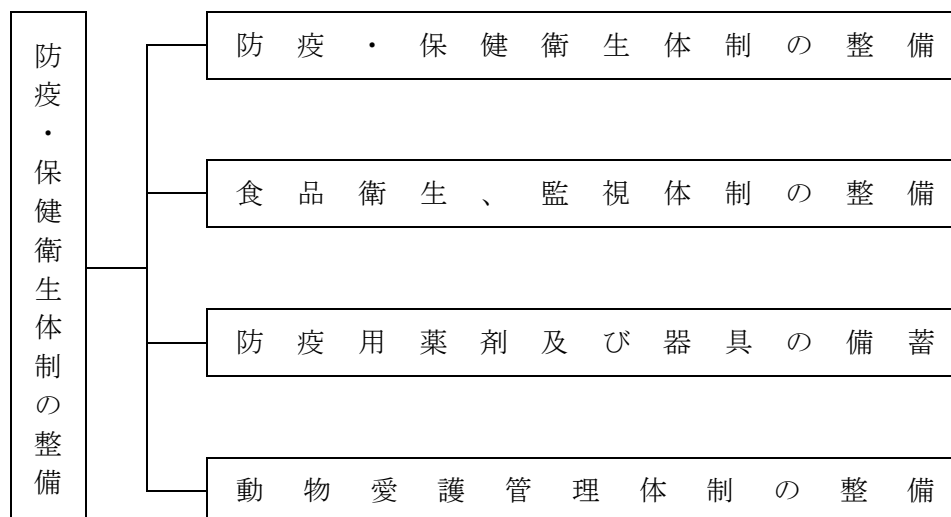 防疫・保健衛生体制の整備
防疫・保健衛生体制の整備
食品衛生、監視体制の整備
防疫用薬剤及び器具の備蓄
動物愛護管理体制の整備